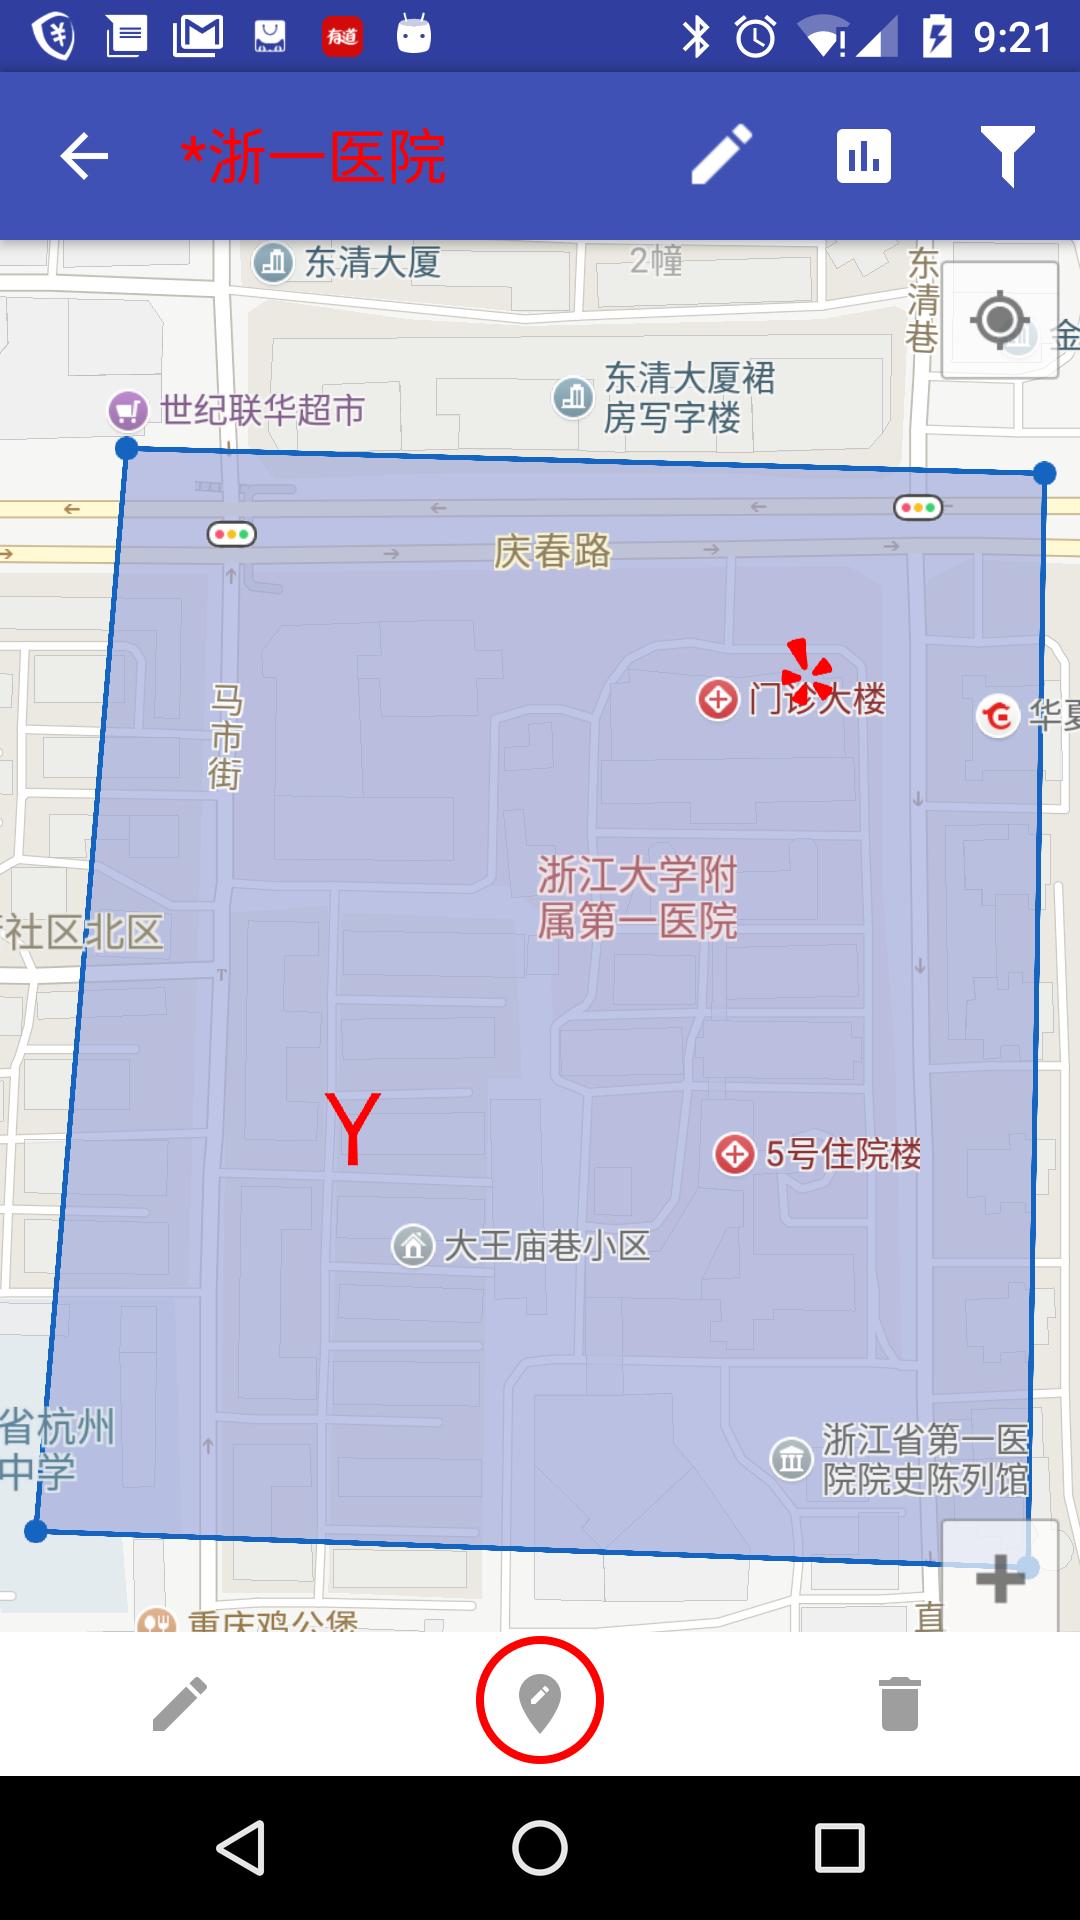 有道
9:21
*浙一医院
东清大厦
2幢
东清巷
金
东清大厦裙
房写字楼
世纪联华超市
庆春路
马市街
门诊大楼
华夏
浙江大学附
属第一医院
社区北区
T
Y
5号住院楼
大王庙巷小区
省杭州
中学
浙江省第一医
院院史陈列馆
重庆鸡公煲
直